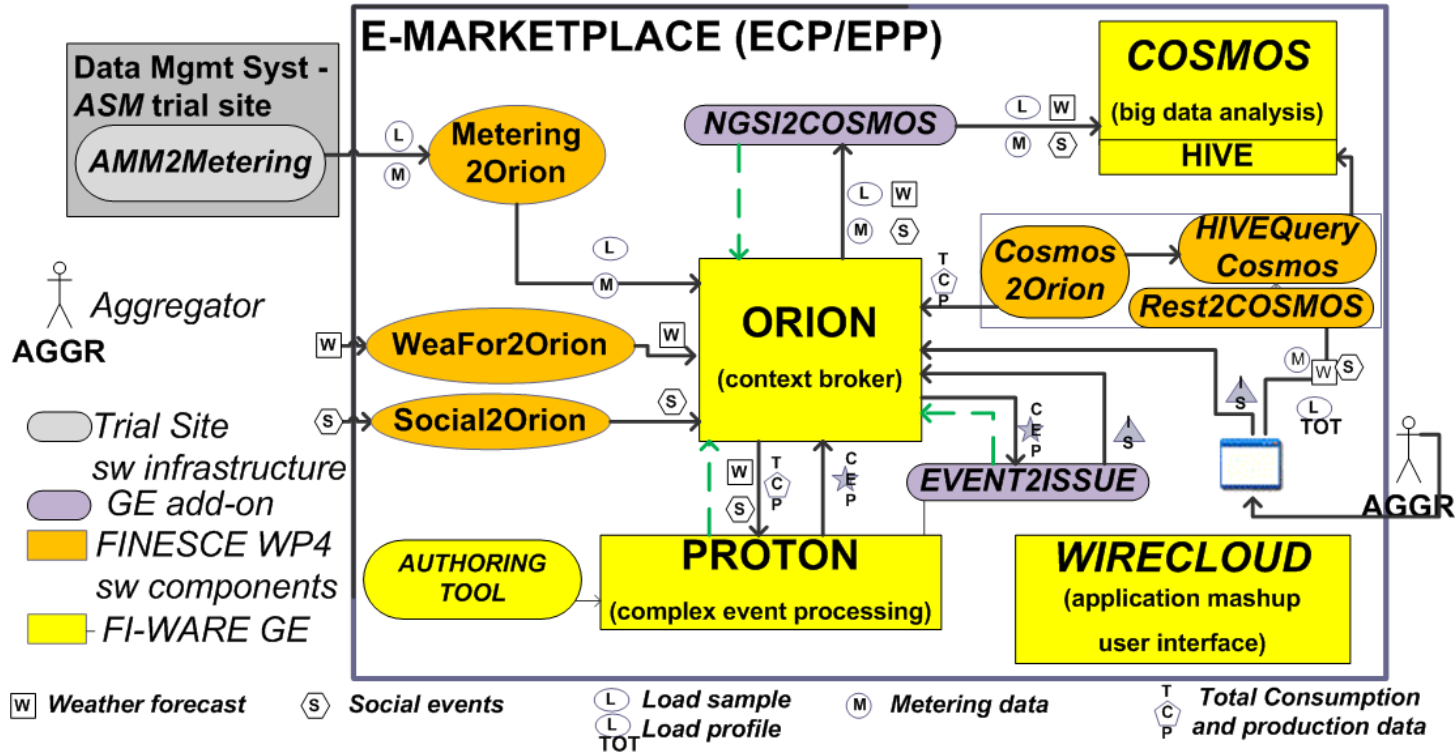 E-MARKETPLACE (ECP/EPP)
Data Mgmt Syst -
ASM trial site
AMM2Metering
L
M
Metering
2Orion
NGSI2COSMOS
L W
M S
COSMOS
(big data analysis)
HIVE
L W
M S
L
M
T
C
P
Cosmos
2Orion
HIVEQuery
Cosmos
Rest2COSMOS
Aggregator
AGGR
W
WeaFor2Orion
W
ORION
(context broker)
M
W S
L
TOT
IS
S
Social2Orion
S
C
E
P
IS
AGGR
Trial Site
sw infrastructure
GE add-on
FINESCE WP4
sw components
FI-WARE GE
W
S
T
C
P
C
E
P
EVENT2ISSUE
AUTHORING
TOOL
PROTON
(complex event processing)
WIRECLOUD
(application mashup
user interface)
W Weather forecast
S Social events
L Load sample
L Load profile
TOT
M Metering data
T
C
P
Total Consumption
and production data